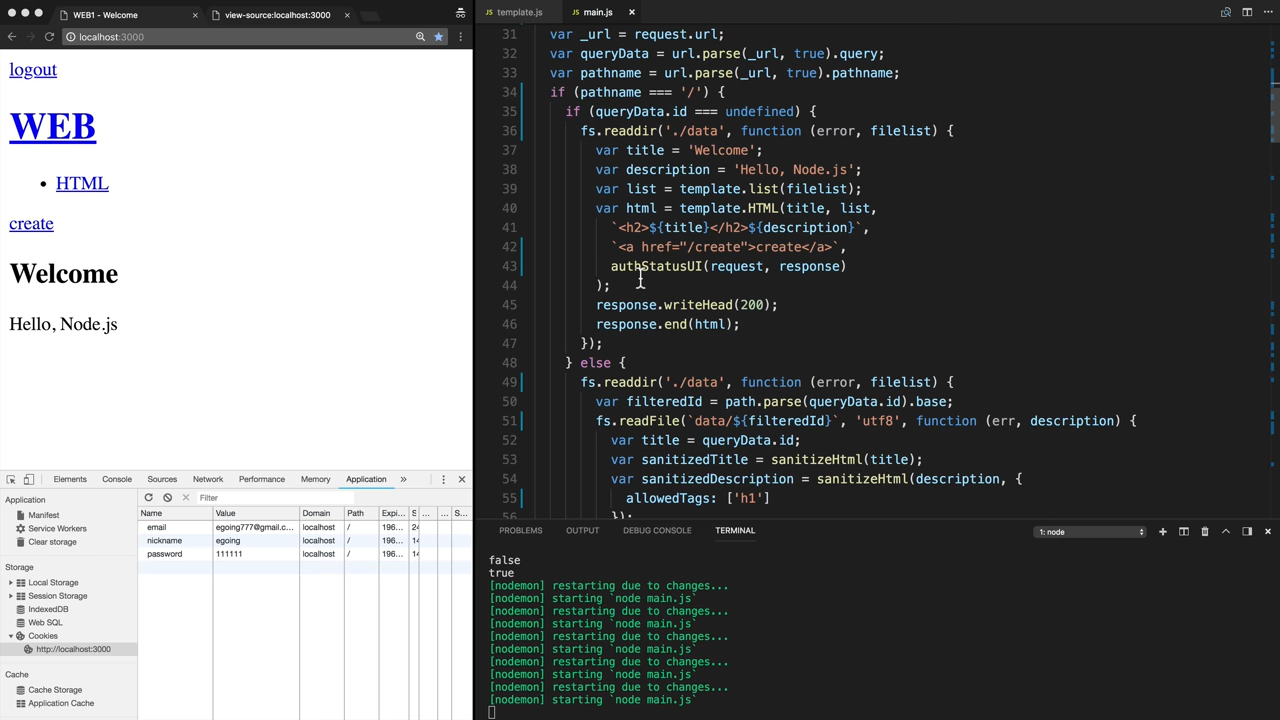 WEB1 - Welcome
view-source:localhost:3000
localhost:3000
logout
WEB
HTML
create
Welcome
Hello, Node.js
Elements Console Sources Network Performance Memory Application »
Application
Manifest
Service Workers
Clear storage
Storage
Local Storage
Session Storage
IndexedDB
Web SQL
Cookies
http://localhost:3000
Cache
Cache Storage
Application Cache
Filter
Name Value Domain Path Expi... S ... ... S...
email egoing777@gmail.c... localhost / 196... 24
nickname egoing localhost / 196... 14
password 111111 localhost / 196... 14
template.js main.js
31 var _url = request.url;
32 var queryData = url.parse(_url, true).query;
33 var pathname = url.parse(_url, true).pathname;
34 if (pathname === '/') {
35 if (queryData.id === undefined) {
36 fs.readdir('./data', function (error, filelist) {
37 var title = 'Welcome';
38 var description = 'Hello, Node.js';
39 var list = template.list(filelist);
40 var html = template.HTML(title, list,
41 `<h2>${title}</h2>${description}`,
42 `<a href="/create">create</a>`,
43 authStatusUI(request, response)
44 );
45 response.writeHead(200);
46 response.end(html);
47 });
48 } else {
49 fs.readdir('./data', function (error, filelist) {
50 var filteredId = path.parse(queryData.id).base;
51 fs.readFile(`data/${filteredId}`, 'utf8', function (err, description) {
52 var title = queryData.id;
53 var sanitizedTitle = sanitizeHtml(title);
54 var sanitizedDescription = sanitizeHtml(description, {
55 allowedTags: ['h1']
56 });
PROBLEMS OUTPUT DEBUG CONSOLE TERMINAL 1: node
false
true
[nodemon] restarting due to changes...
[nodemon] starting `node main.js`
[nodemon] restarting due to changes...
[nodemon] starting `node main.js`
[nodemon] restarting due to changes...
[nodemon] starting `node main.js`
[nodemon] restarting due to changes...
[nodemon] starting `node main.js`
[nodemon] restarting due to changes...
[nodemon] starting `node main.js`